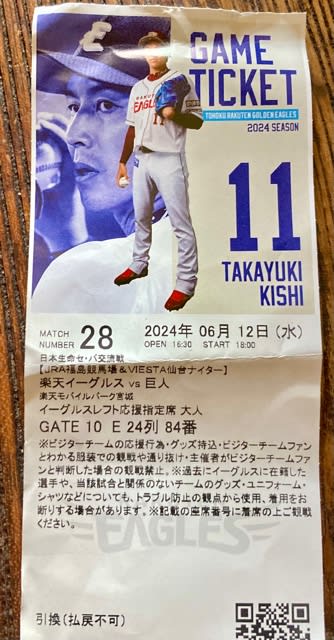 E
GAME
TICKET
TOHOKU RAKUTEN GOLDEN EAGLES
2024 SEASON
EAGLES
11
11
TAKAYUKI
KISHI
MATCH NUMBER 28 2024年 06月 12日(水)
OPEN 16:30 START 18:00
日本生命セ・パ交流戦
【JRA福島競馬場&VIESTA仙台ナイター】
楽天イーグルス vs 巨人
楽天モバイルパーク宮城
イーグルスレフト応援指定席 大人
GATE 10 E 24列 84番
※ビジターチームの応援行為・グッズ持込・ビジターチームファン
とわかる服装での観戦や通り抜け・主催者がビジターチームファ
ンと判断した場合の観戦禁止。※過去にイーグルスに在籍した
選手や、当該試合と関係のないチームのグッズ・ユニフォーム・
シャツなどについても、トラブル防止の観点から使用、着用をお
断りする場合があります。※記載の座席番号に着席の上ご観戦
ください。
EAGLES
引換(払戻不可)